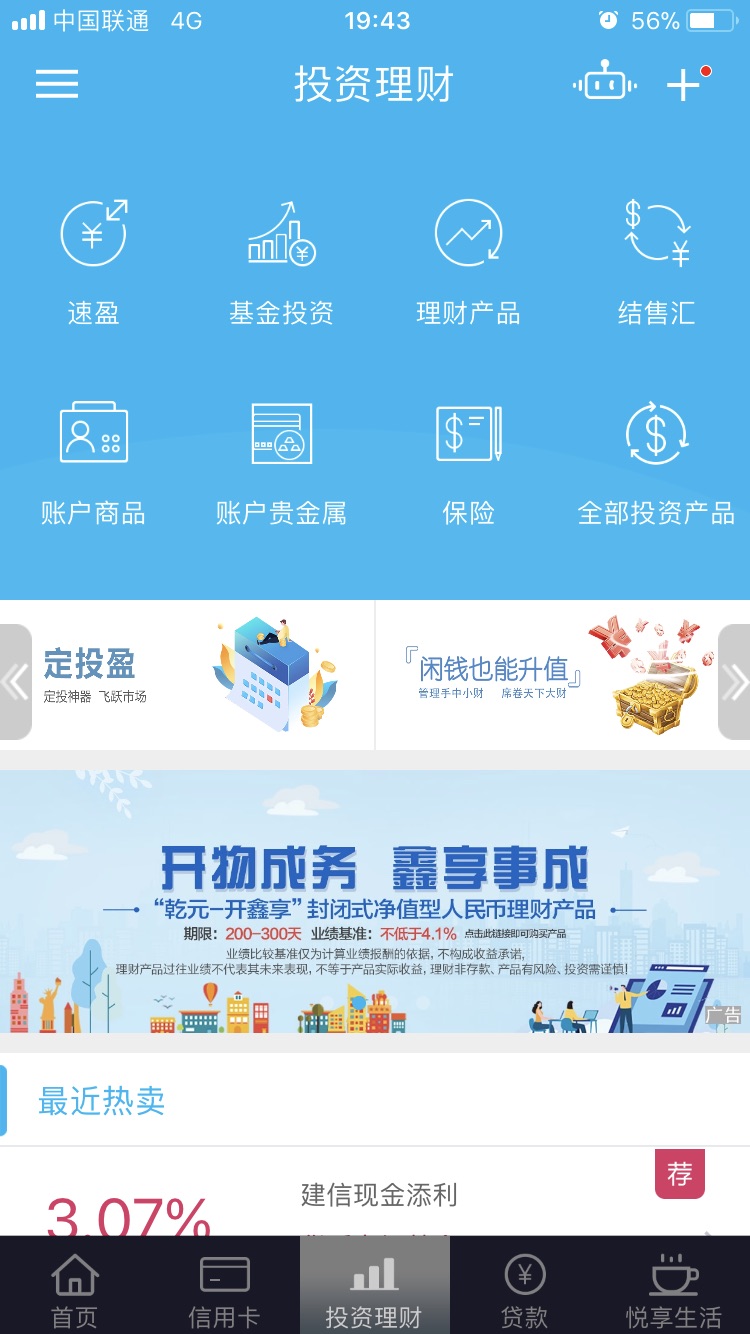 中国联通 4G 19:43 56%
投资理财
速盈 基金投资 理财产品 结售汇
账户商品 账户贵金属 保险 全部投资产品
定投盈
定投神器 飞跃市场
『闲钱也能升值』
管理手中小财 席卷天下大财
开物成务 鑫享事成
“乾元-开鑫享”封闭式净值型人民币理财产品
期限：200-300天 业绩基准：不低于4.1% 点击此链接即可购买产品
业绩比较基准仅为计算业绩报酬的依据, 不构成收益承诺,
理财产品过往业绩不代表其未来表现, 不等于产品实际收益, 理财非存款、产品有风险、投资需谨慎!
广告
最近热卖
荐
3.07% 建信现金添利
首页 信用卡 投资理财 贷款 悦享生活